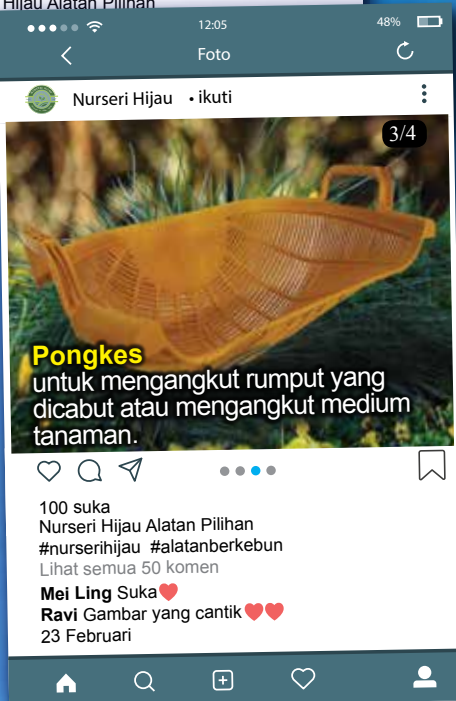 Hijau Alatan Pilihan
12:05
48%
Foto
Nurseri Hijau • ikuti
3/4
Pongkes
untuk mengangkut rumput yang
dicabut atau mengangkut medium
tanaman.
100 suka
Nurseri Hijau Alatan Pilihan
#nurserihijau #alatanberkebun
Lihat semua 50 komen
Mei Ling Suka❤️
Ravi Gambar yang cantik❤️❤️
23 Februari